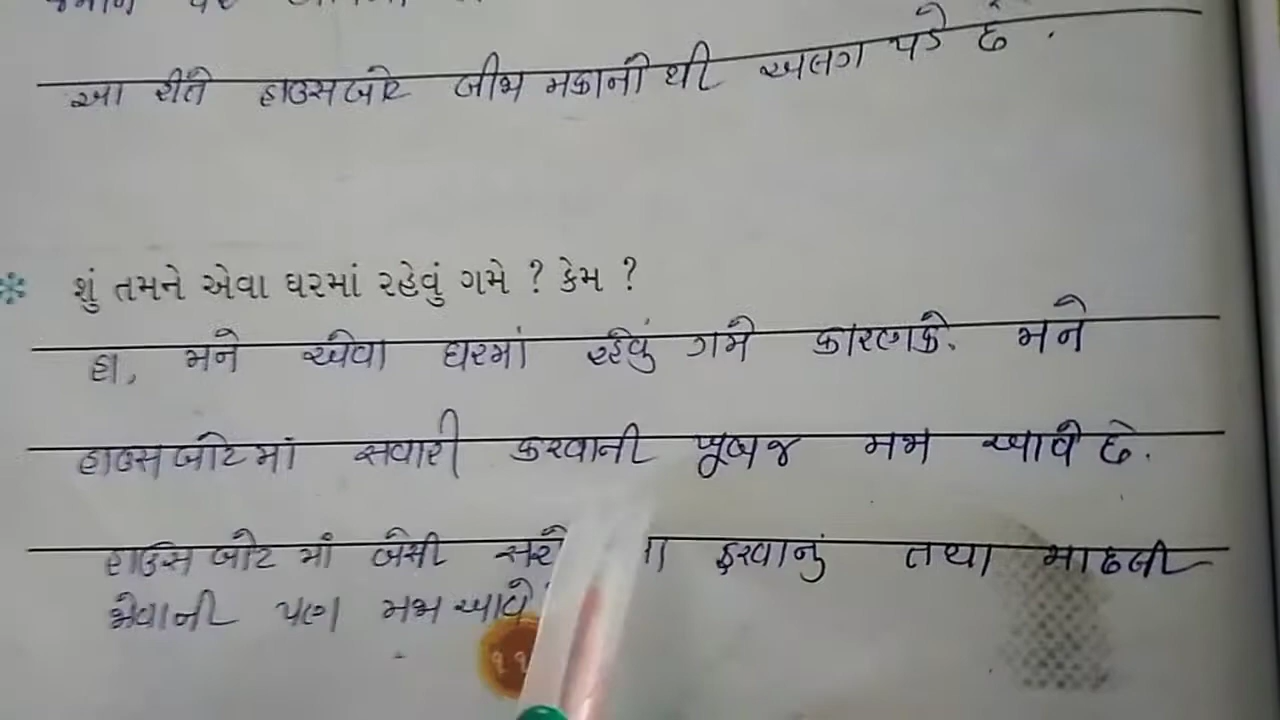 આ રીતે હાઉસબોટ બીજા મકાનો થી અલગ પડે છે .
શું તમને એવા ઘરમાં રહેવું ગમે ? કેમ ?
હા, મને એવા ઘરમાં રહેવું ગમે કારણકે. મને
હાઉસબોટમાં સવારી કરવાની ખૂબજ મજા આવે છે.
હાઉસબોટ માં બેસી ફરવાનું તથા માછલી
જોવાની પણ મજા આવે
૧૧